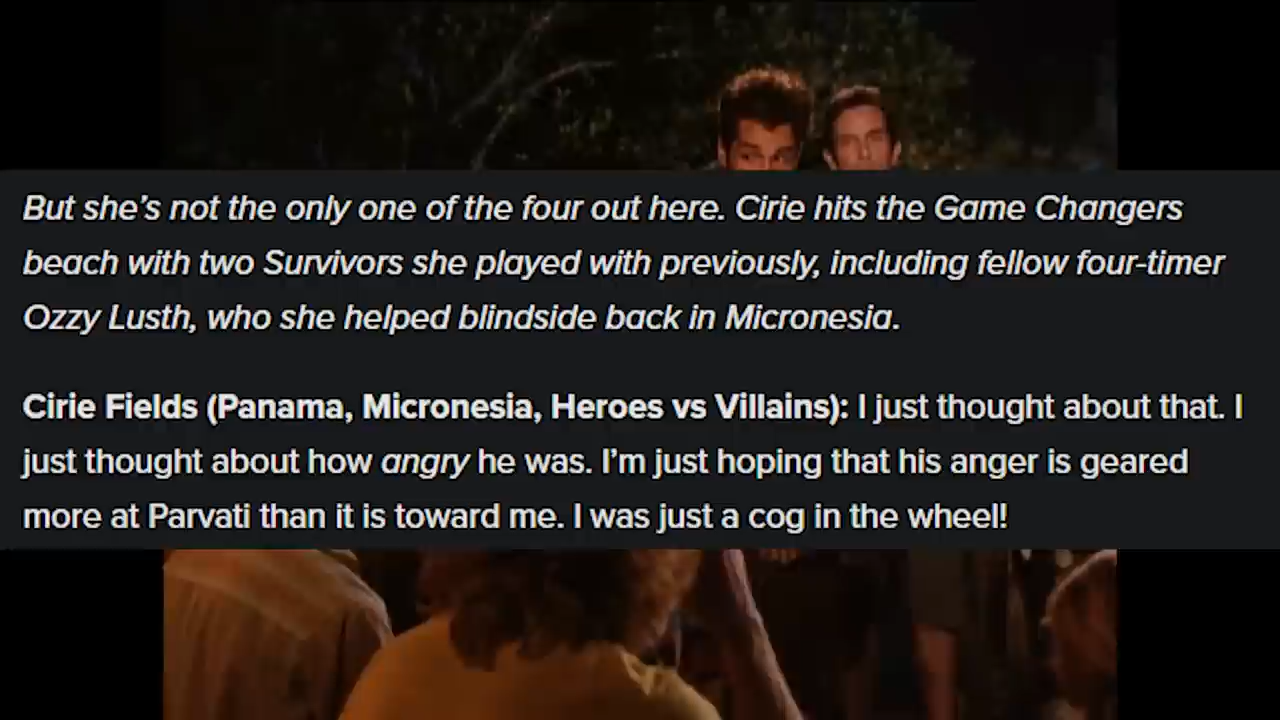 But she’s not the only one of the four out here. Cirie hits the Game Changers
beach with two Survivors she played with previously, including fellow four-timer
Ozzy Lusth, who she helped blindside back in Micronesia.
Cirie Fields (Panama, Micronesia, Heroes vs Villains): I just thought about that. I
just thought about how angry he was. I’m just hoping that his anger is geared
more at Parvati than it is toward me. I was just a cog in the wheel!